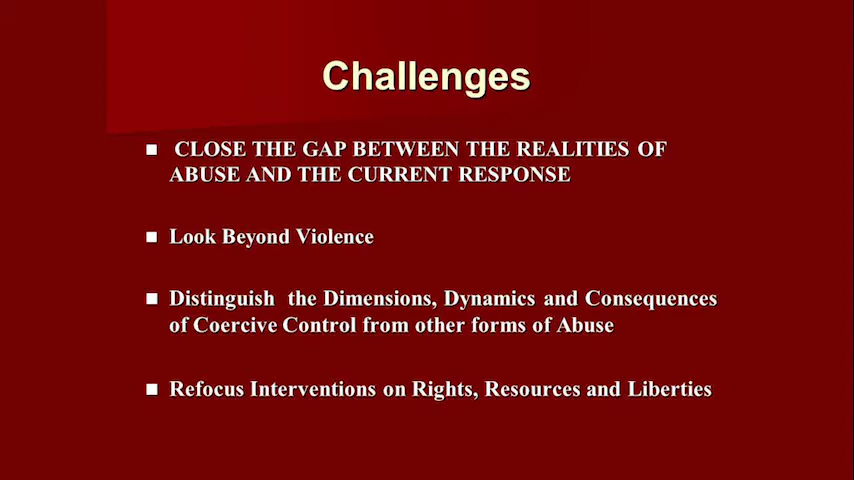 Challenges
■ CLOSE THE GAP BETWEEN THE REALITIES OF
ABUSE AND THE CURRENT RESPONSE
■ Look Beyond Violence
■ Distinguish the Dimensions, Dynamics and Consequences
of Coercive Control from other forms of Abuse
■ Refocus Interventions on Rights, Resources and Liberties